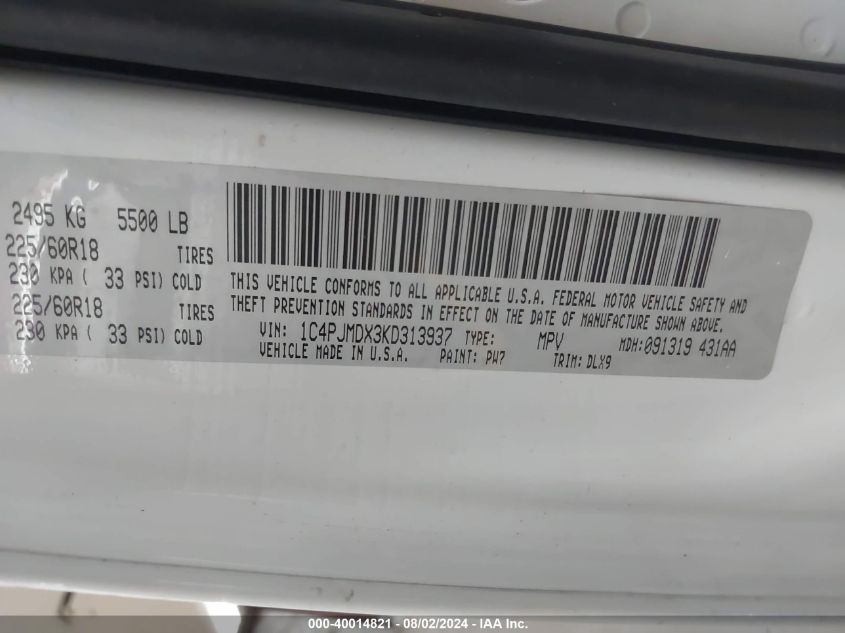 2495 KG 5500 LB
225/60R18 TIRES
230 KPA ( 33 PSI) COLD
225/60R18 TIRES
230 KPA ( 33 PSI) COLD
THIS VEHICLE CONFORMS TO ALL APPLICABLE U.S.A. FEDERAL MOTOR VEHICLE SAFETY AND
THEFT PREVENTION STANDARDS IN EFFECT ON THE DATE OF MANUFACTURE SHOWN ABOVE.
VIN: 1C4PJMDX3KD313937 TYPE: MPV MDH:091319 431AA
VEHICLE MADE IN U.S.A. PAINT: PW7 TRIM: DLX9
000-40014821 - 08/02/2024 - IAA Inc.